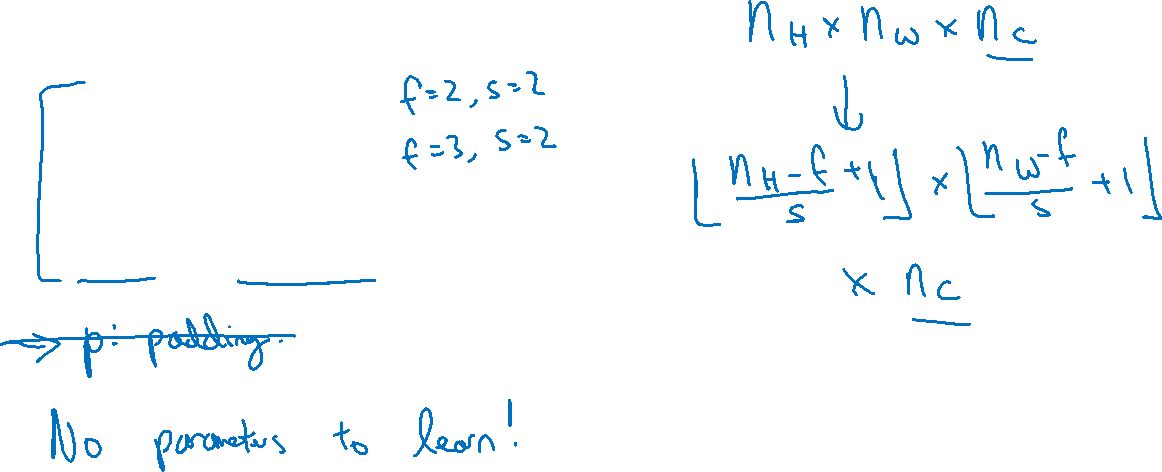 f=2, s=2
f=3, s=2
p: padding.
No parameters to learn!
n_H × n_W × n_C
↓
⌊(n_H - f)/s + 1⌋ × ⌊(n_W - f)/s + 1⌋
× n_C